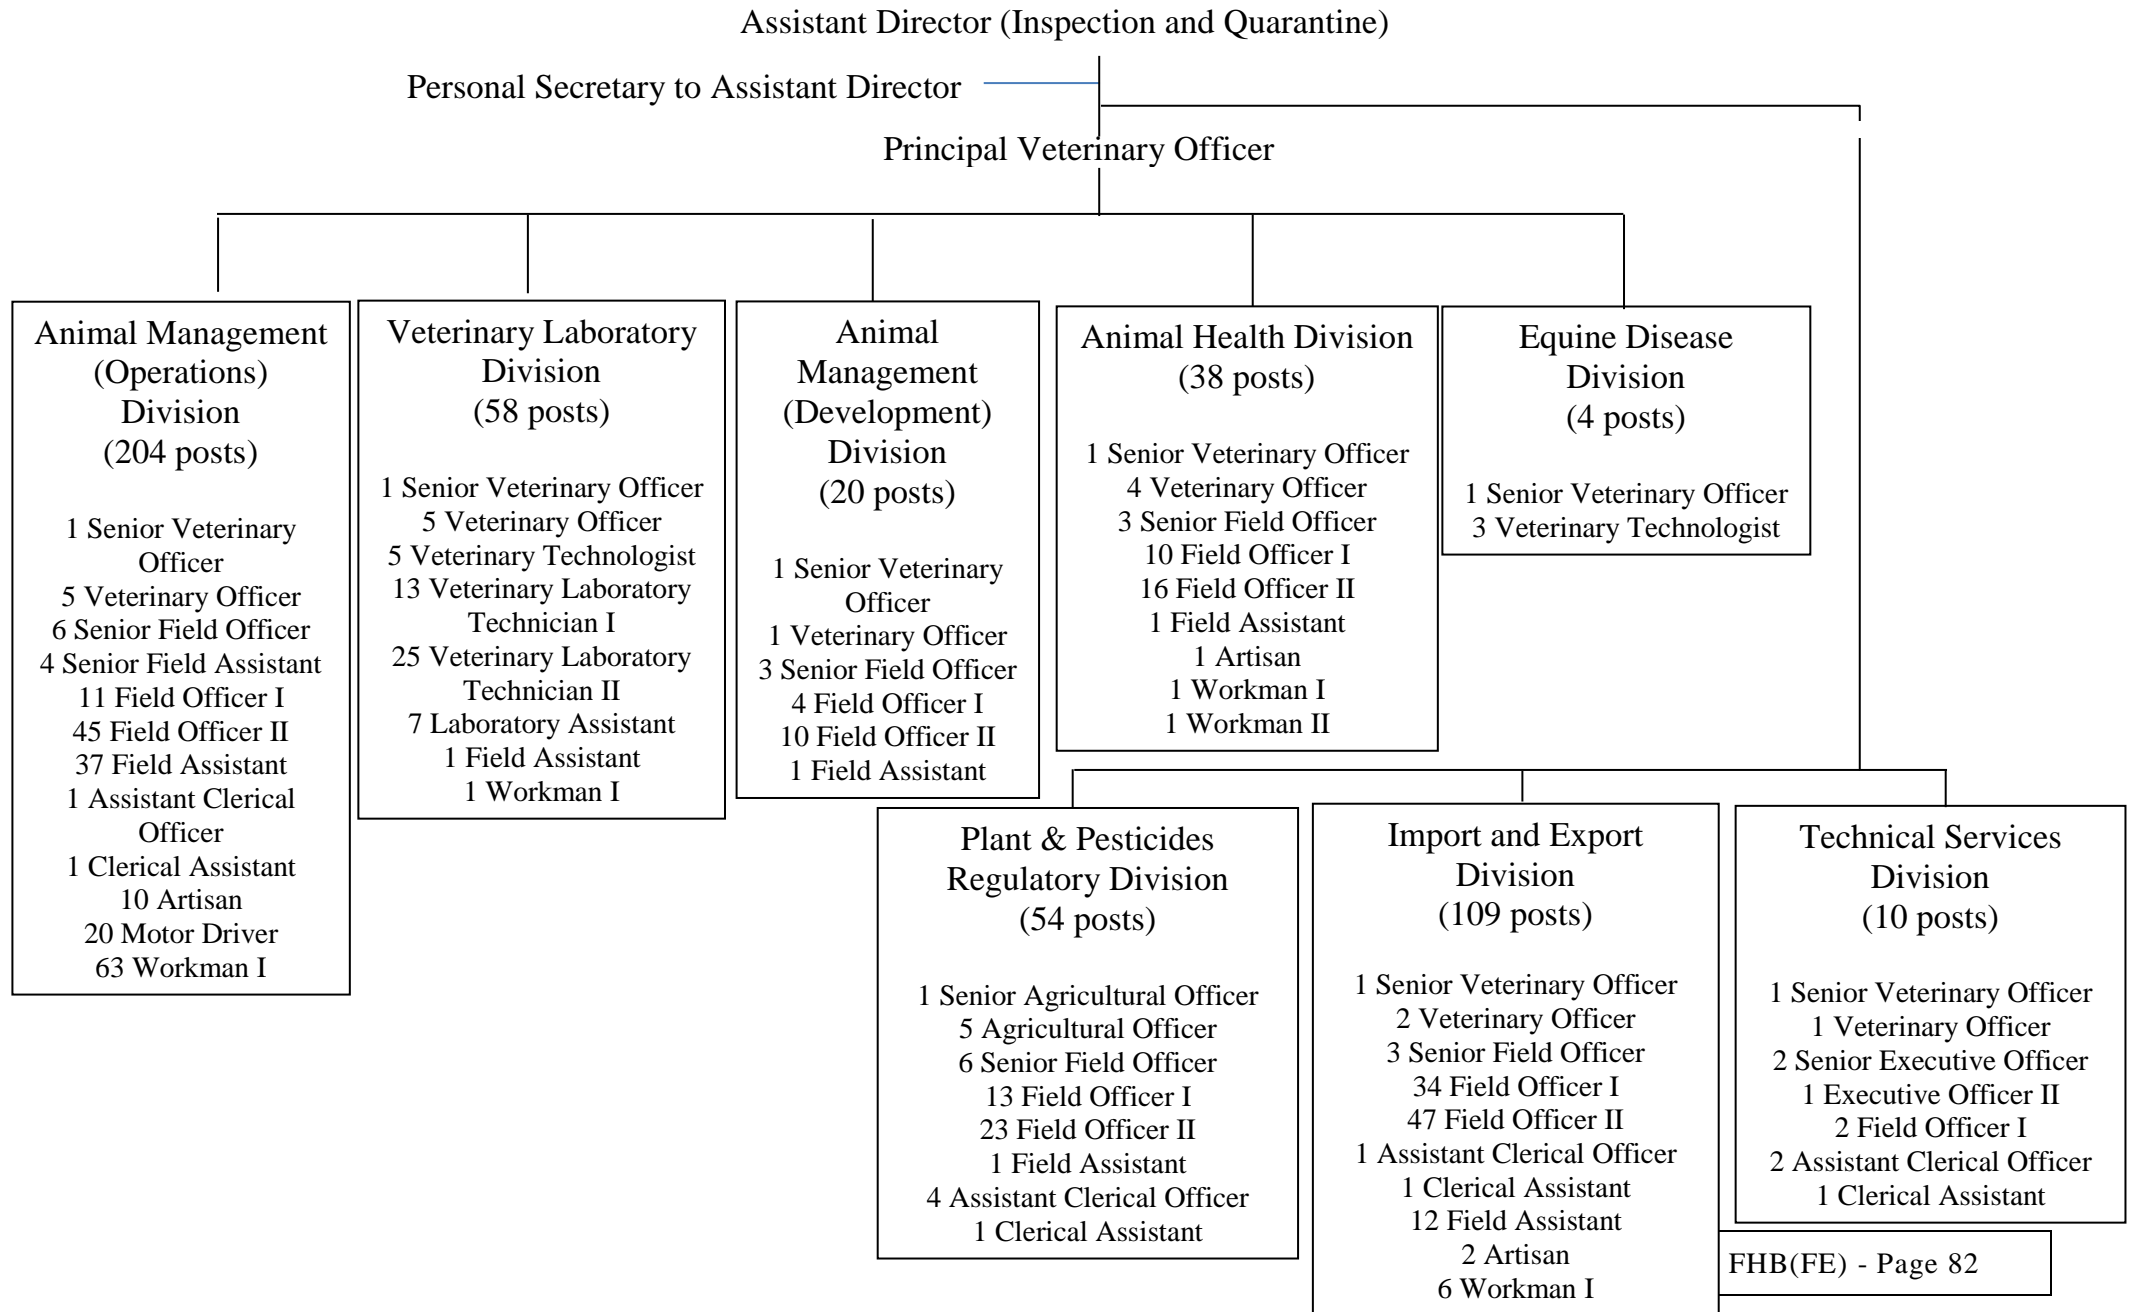 Assistant Director (Inspection and Quarantine)
Personal Secretary to Assistant Director
Principal Veterinary Officer
Animal Management
(Operations)
Division
(204 posts)
1 Senior Veterinary
Officer
5 Veterinary Officer
6 Senior Field Officer
4 Senior Field Assistant
11 Field Officer I
45 Field Officer II
37 Field Assistant
1 Assistant Clerical
Officer
1 Clerical Assistant
10 Artisan
20 Motor Driver
63 Workman I
Veterinary Laboratory
Division
(58 posts)
1 Senior Veterinary Officer
5 Veterinary Officer
5 Veterinary Technologist
13 Veterinary Laboratory
Technician I
25 Veterinary Laboratory
Technician II
7 Laboratory Assistant
1 Field Assistant
1 Workman I
Animal
Management
(Development)
Division
(20 posts)
1 Senior Veterinary
Officer
1 Veterinary Officer
3 Senior Field Officer
4 Field Officer I
10 Field Officer II
1 Field Assistant
Animal Health Division
(38 posts)
1 Senior Veterinary Officer
4 Veterinary Officer
3 Senior Field Officer
10 Field Officer I
16 Field Officer II
1 Field Assistant
1 Artisan
1 Workman I
1 Workman II
Equine Disease
Division
(4 posts)
1 Senior Veterinary Officer
3 Veterinary Technologist
Plant & Pesticides
Regulatory Division
(54 posts)
1 Senior Agricultural Officer
5 Agricultural Officer
6 Senior Field Officer
13 Field Officer I
23 Field Officer II
1 Field Assistant
4 Assistant Clerical Officer
1 Clerical Assistant
Import and Export
Division
(109 posts)
1 Senior Veterinary Officer
2 Veterinary Officer
3 Senior Field Officer
34 Field Officer I
47 Field Officer II
1 Assistant Clerical Officer
1 Clerical Assistant
12 Field Assistant
2 Artisan
6 Workman I
Technical Services
Division
(10 posts)
1 Senior Veterinary Officer
1 Veterinary Officer
2 Senior Executive Officer
1 Executive Officer II
2 Field Officer I
2 Assistant Clerical Officer
1 Clerical Assistant
FHB(FE) - Page 82